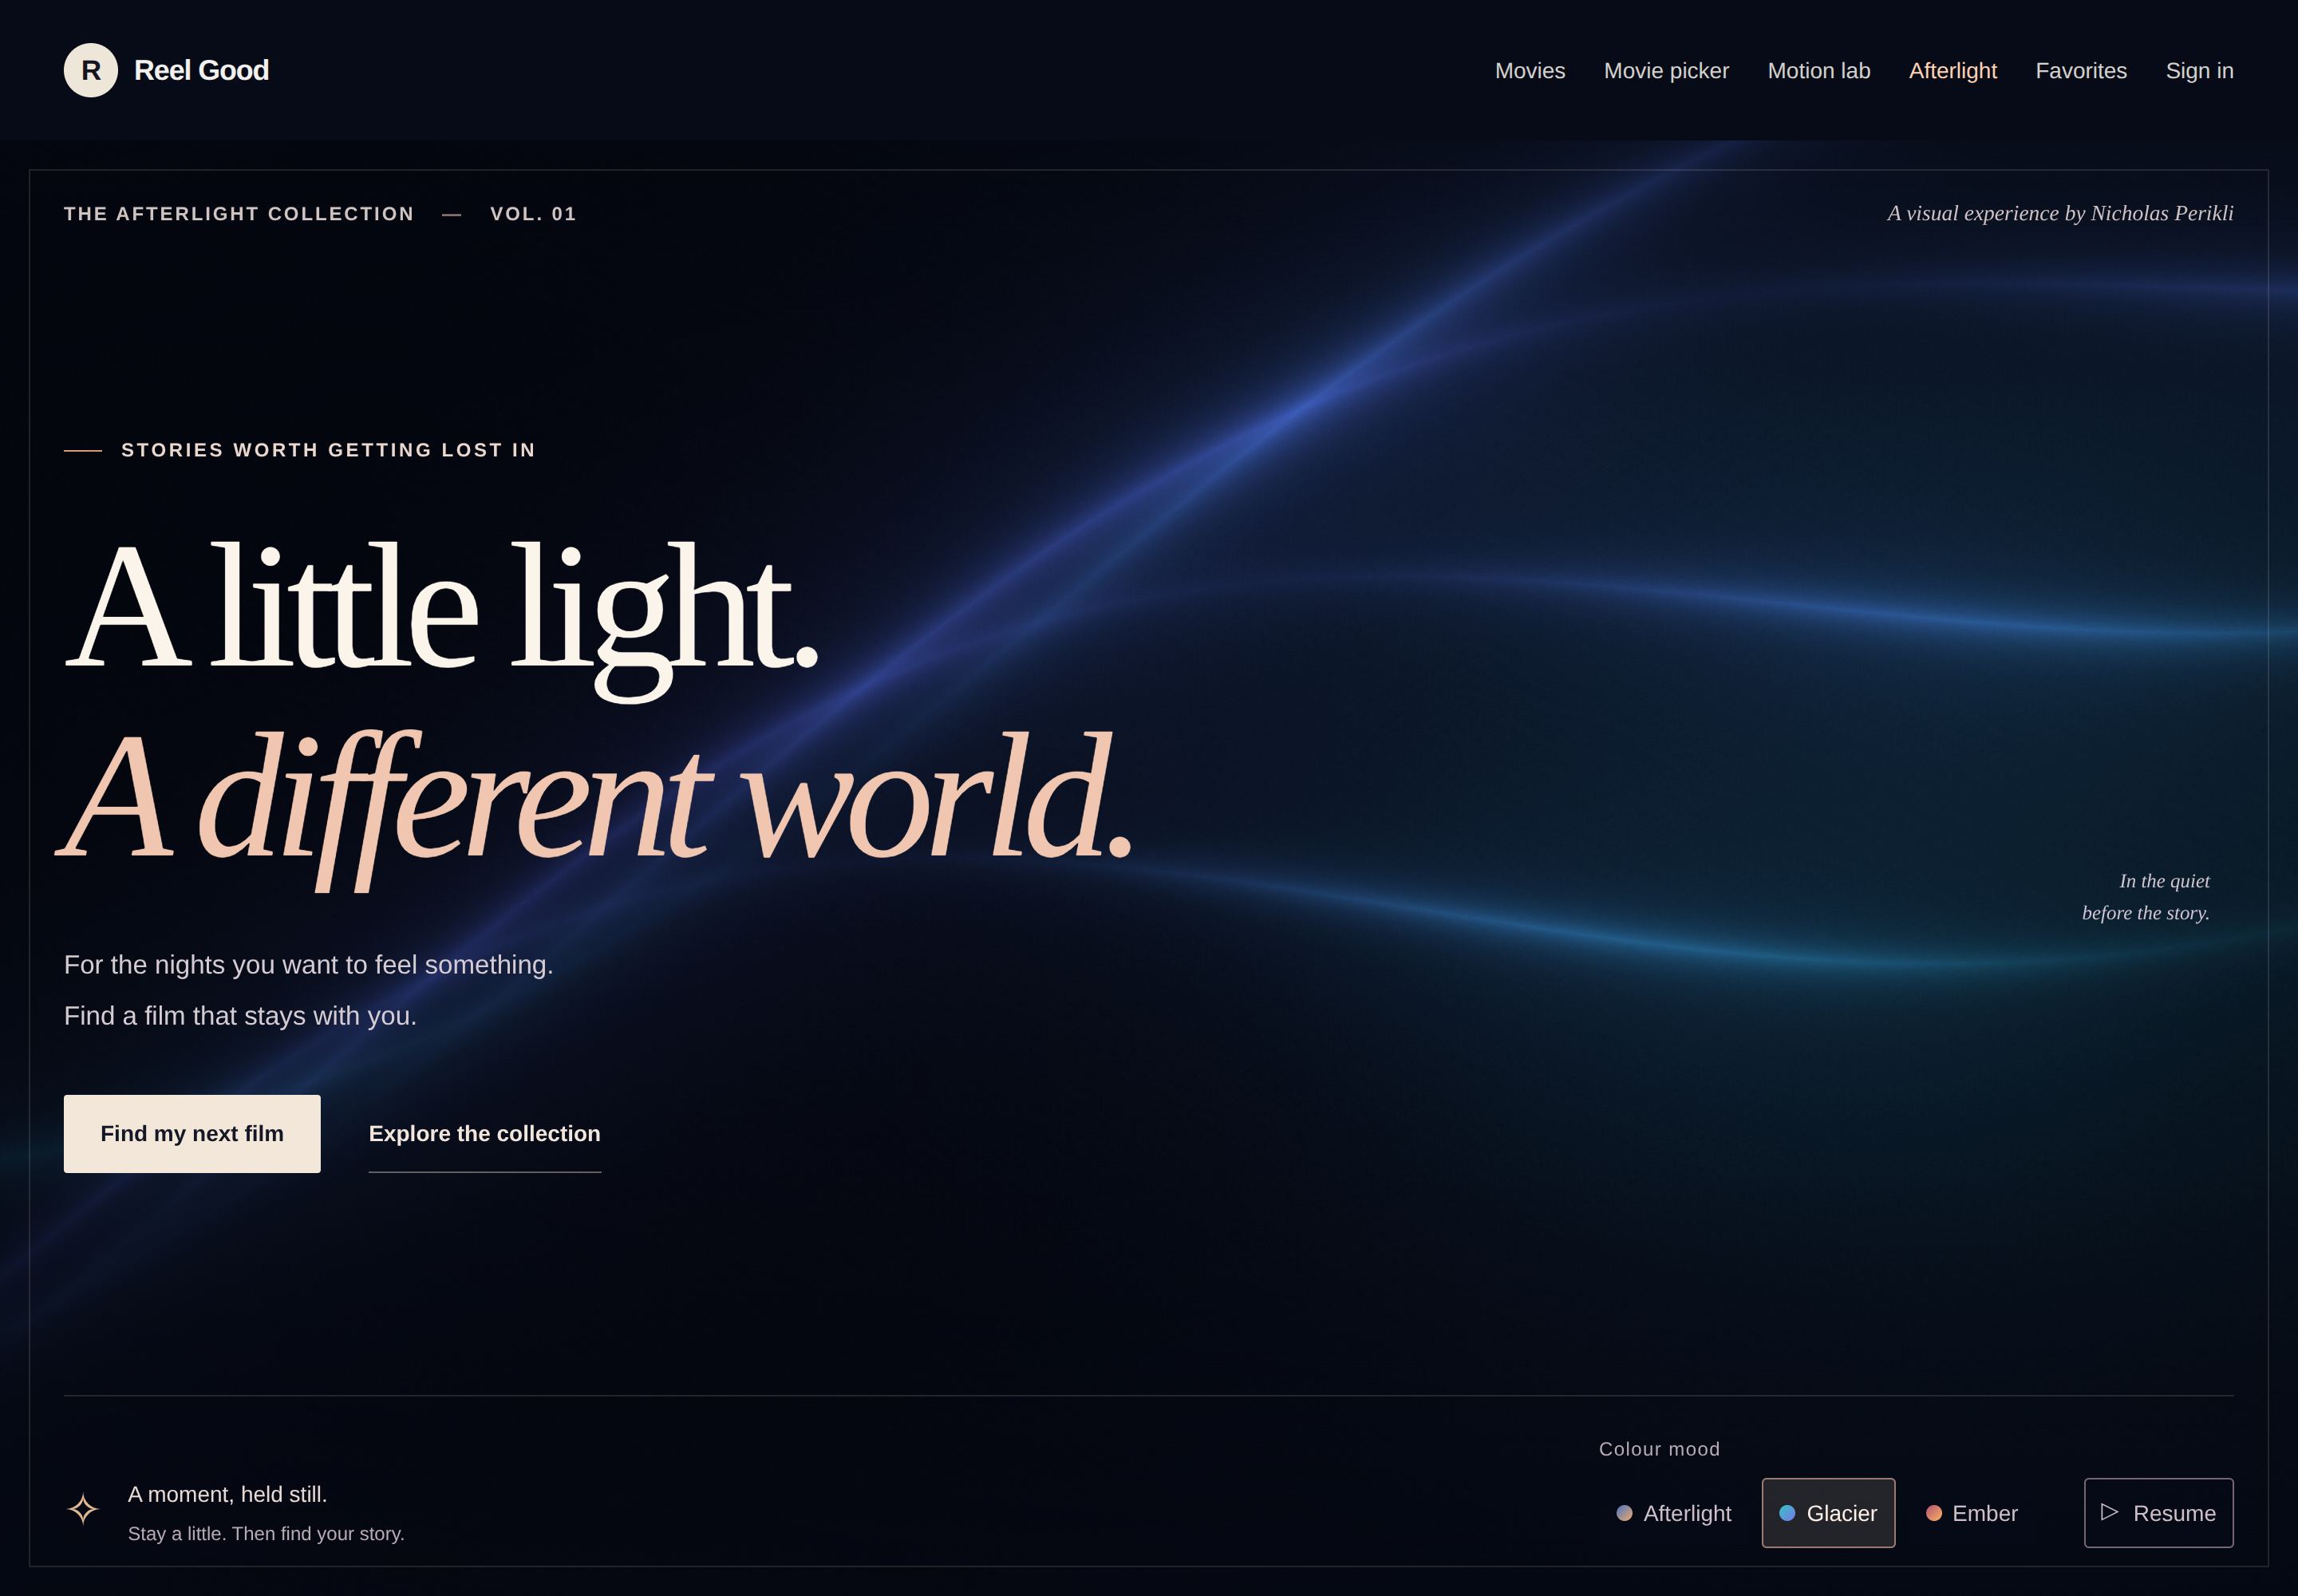 R Reel Good
Movies Movie picker Motion lab Afterlight Favorites Sign in
THE AFTERLIGHT COLLECTION — VOL. 01
A visual experience by Nicholas Perikli
STORIES WORTH GETTING LOST IN
A little light.
A different world.
In the quiet
before the story.
For the nights you want to feel something.
Find a film that stays with you.
Find my next film Explore the collection
A moment, held still.
Stay a little. Then find your story.
Colour mood
Afterlight Glacier Ember Resume